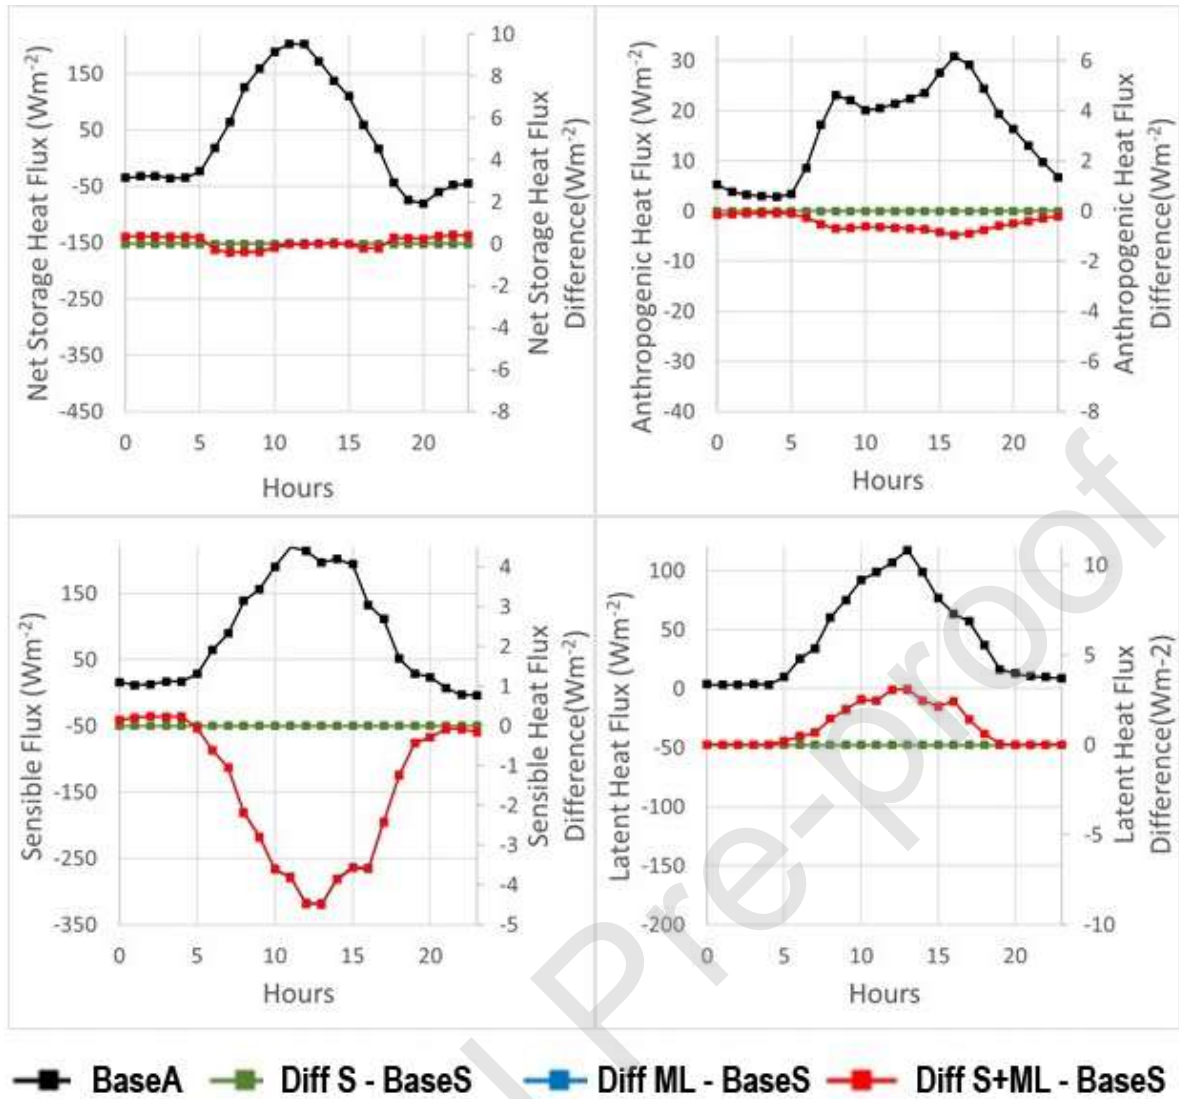 Net Storage Heat Flux (Wm-2)
150
50
-50
-150
-250
-350
-450
10
8
6
4
2
0
-2
-4
-6
-8
Net Storage Heat Flux
Difference(Wm-2)
0 5 10 15 20
Hours
Anthropogenic Heat Flux (Wm-2)
30
20
10
0
-10
-20
-30
-40
6
4
2
0
-2
-4
-6
-8
Anthropogenic Heat Flux
Difference(Wm-2)
0 5 10 15 20
Hours
Sensible Flux (Wm-2)
150
50
-50
-150
-250
-350
4
3
2
1
0
-1
-2
-3
-4
-5
Sensible Heat Flux
Difference(Wm-2)
0 5 10 15 20
Hours
Latent Heat Flux (Wm-2)
100
50
0
-50
-100
-150
-200
10
5
0
-5
-10
Latent Heat Flux
Difference(Wm-2)
0 5 10 15 20
Hours
l Pre-proof
BaseA Diff S - BaseS Diff ML - BaseS Diff S+ML - BaseS